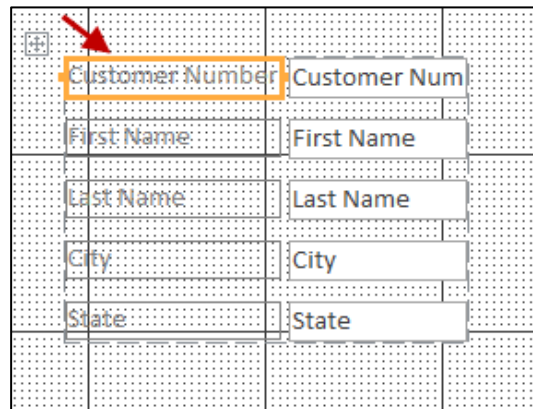 Customer Number Customer Num
First Name First Name
Last Name Last Name
City City
State State